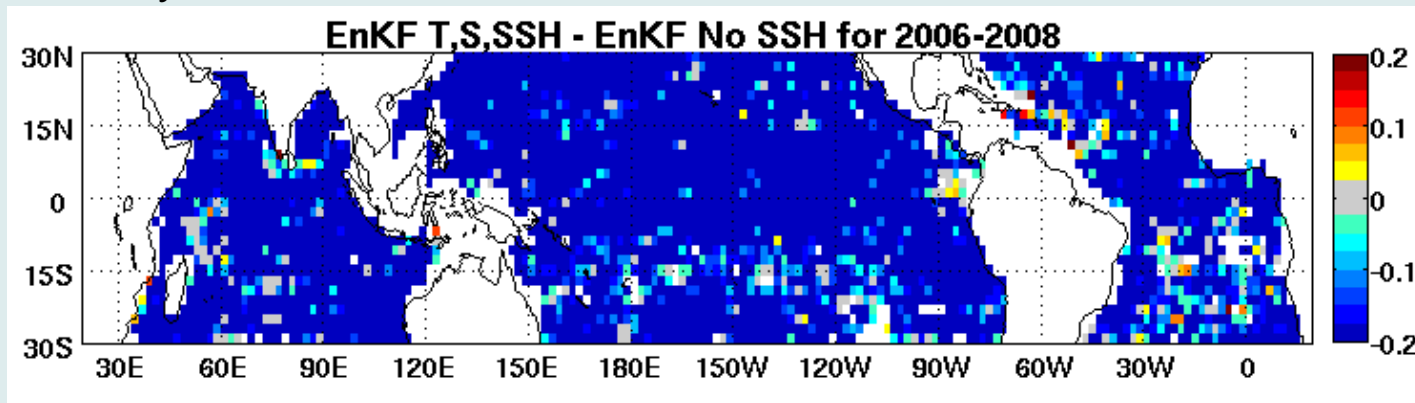 EnKF T,S,SSH - EnKF No SSH for 2006-2008
30N
15N
0
15S
30S
30E 60E 90E 120E 150E 180E 150W 120W 90W 60W 30W 0
0.2
0.1
0
-0.1
-0.2